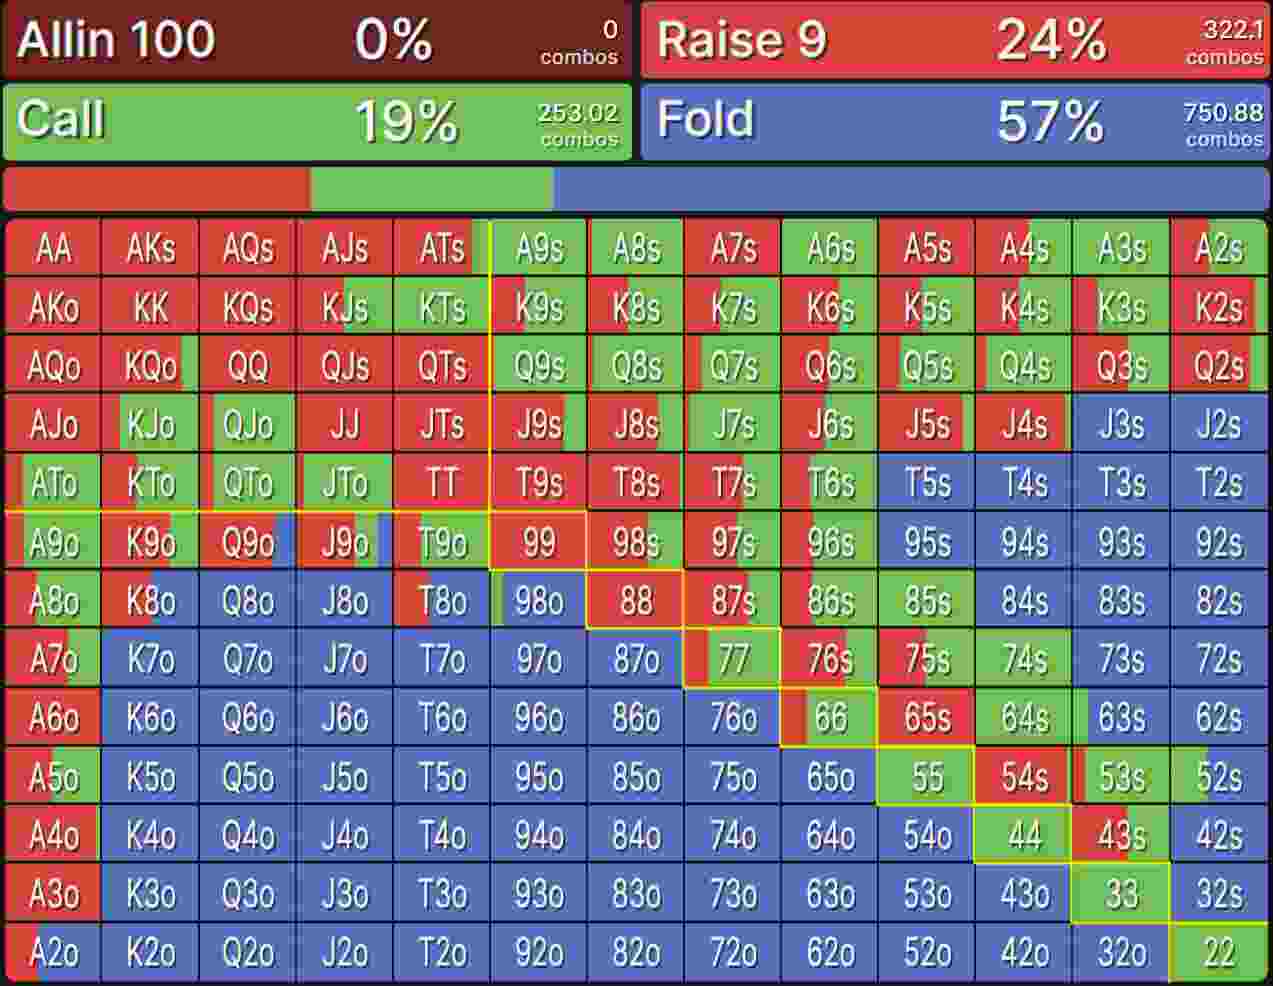 Allin 100 0% 0 combos Raise 9 24% 322.1 combos
Call 19% 253.02 combos Fold 57% 750.88 combos
AA AKs AQs AJs ATs A9s A8s A7s A6s A5s A4s A3s A2s
AKo KK KQs KJs KTs K9s K8s K7s K6s K5s K4s K3s K2s
AQo KQo QQ QJs QTs Q9s Q8s Q7s Q6s Q5s Q4s Q3s Q2s
AJo KJo QJo JJ JTs J9s J8s J7s J6s J5s J4s J3s J2s
ATo KTo QTo JTo TT T9s T8s T7s T6s T5s T4s T3s T2s
A9o K9o Q9o J9o T9o 99 98s 97s 96s 95s 94s 93s 92s
A8o K8o Q8o J8o T8o 98o 88 87s 86s 85s 84s 83s 82s
A7o K7o Q7o J7o T7o 97o 87o 77 76s 75s 74s 73s 72s
A6o K6o Q6o J6o T6o 96o 86o 76o 66 65s 64s 63s 62s
A5o K5o Q5o J5o T5o 95o 85o 75o 65o 55 54s 53s 52s
A4o K4o Q4o J4o T4o 94o 84o 74o 64o 54o 44 43s 42s
A3o K3o Q3o J3o T3o 93o 83o 73o 63o 53o 43o 33 32s
A2o K2o Q2o J2o T2o 92o 82o 72o 62o 52o 42o 32o 22